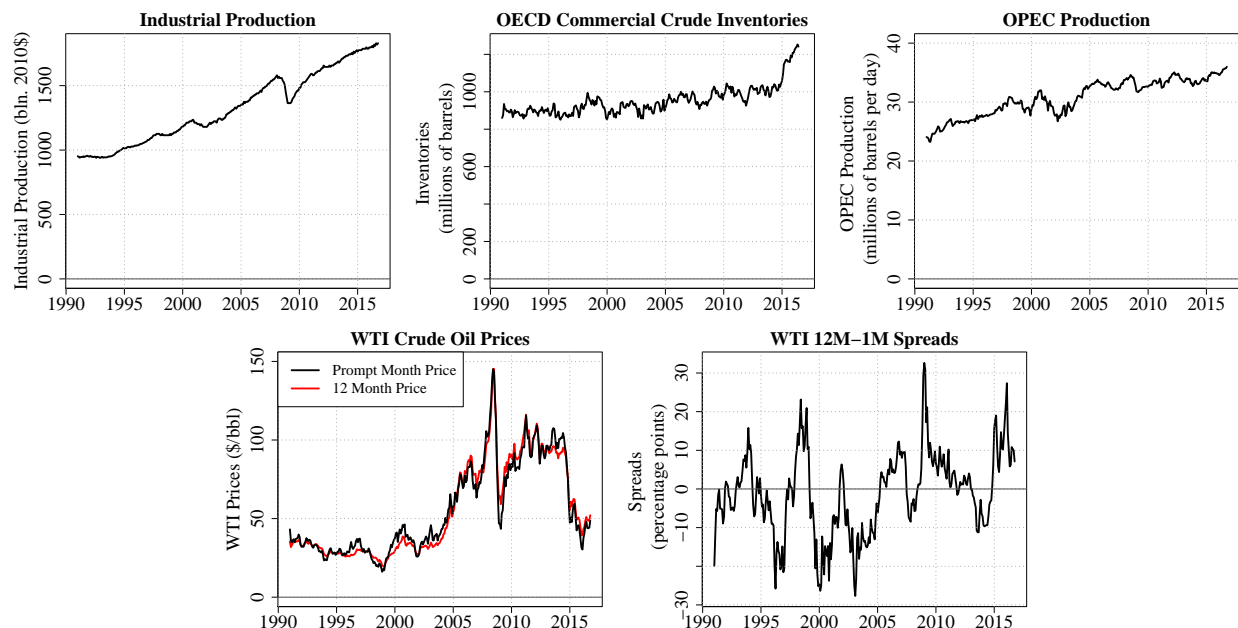 Industrial Production
Industrial Production (bln. 2010$)
0 500 1000 1500
1990 1995 2000 2005 2010 2015
OECD Commercial Crude Inventories
Inventories
(millions of barrels)
0 200 600 1000
1990 1995 2000 2005 2010 2015
OPEC Production
OPEC Production
(millions of barrels per day)
0 10 20 30 40
1990 1995 2000 2005 2010 2015
WTI Crude Oil Prices
Prompt Month Price
12 Month Price
WTI Prices ($/bbl)
0 50 100 150
1990 1995 2000 2005 2010 2015
WTI 12M−1M Spreads
Spreads
(percentage points)
−30 −10 0 10 20 30
1990 1995 2000 2005 2010 2015